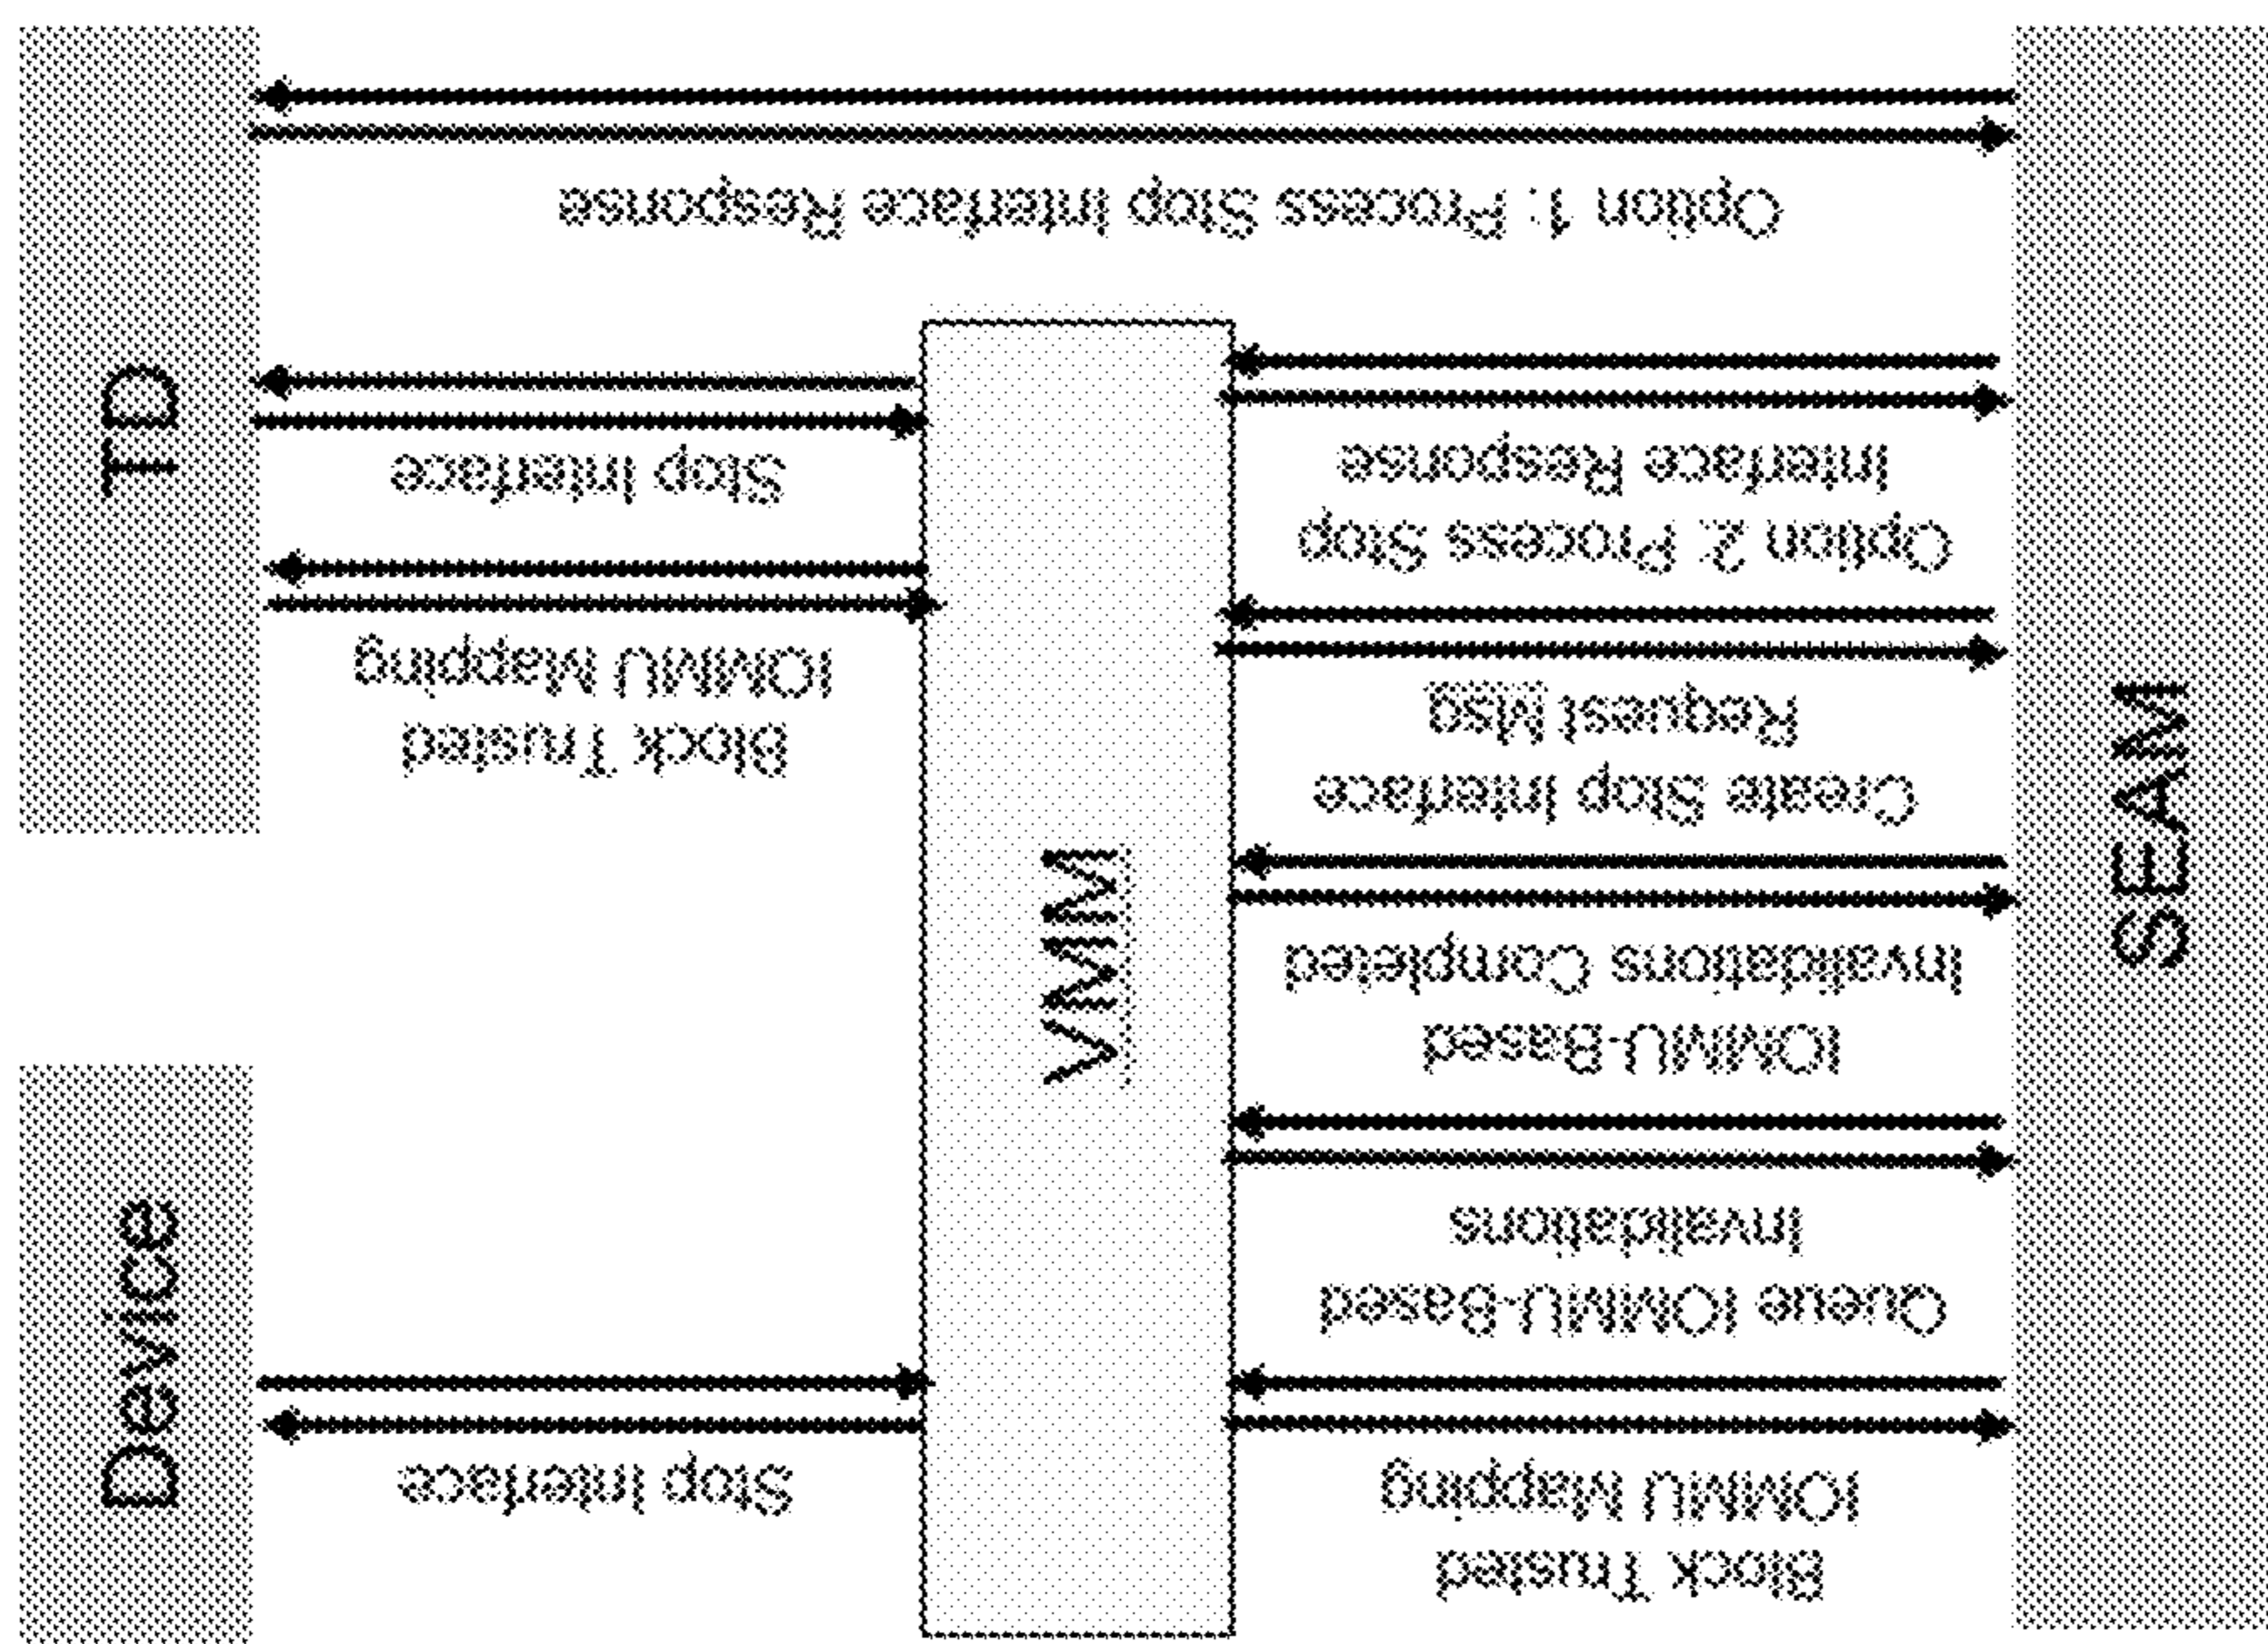 SEAM
Block Trusted
IOMMU Mapping
Queue IOMMU-Based
Invalidations
IOMMU-Based
Invalidations Completed
Create Stop Interface
Request Msg
Option 2: Process Stop
Interface Response
VMM
Stop Interface
Device
Block Trusted
IOMMU Mapping
Stop Interface
TD
Option 1: Process Stop Interface Response